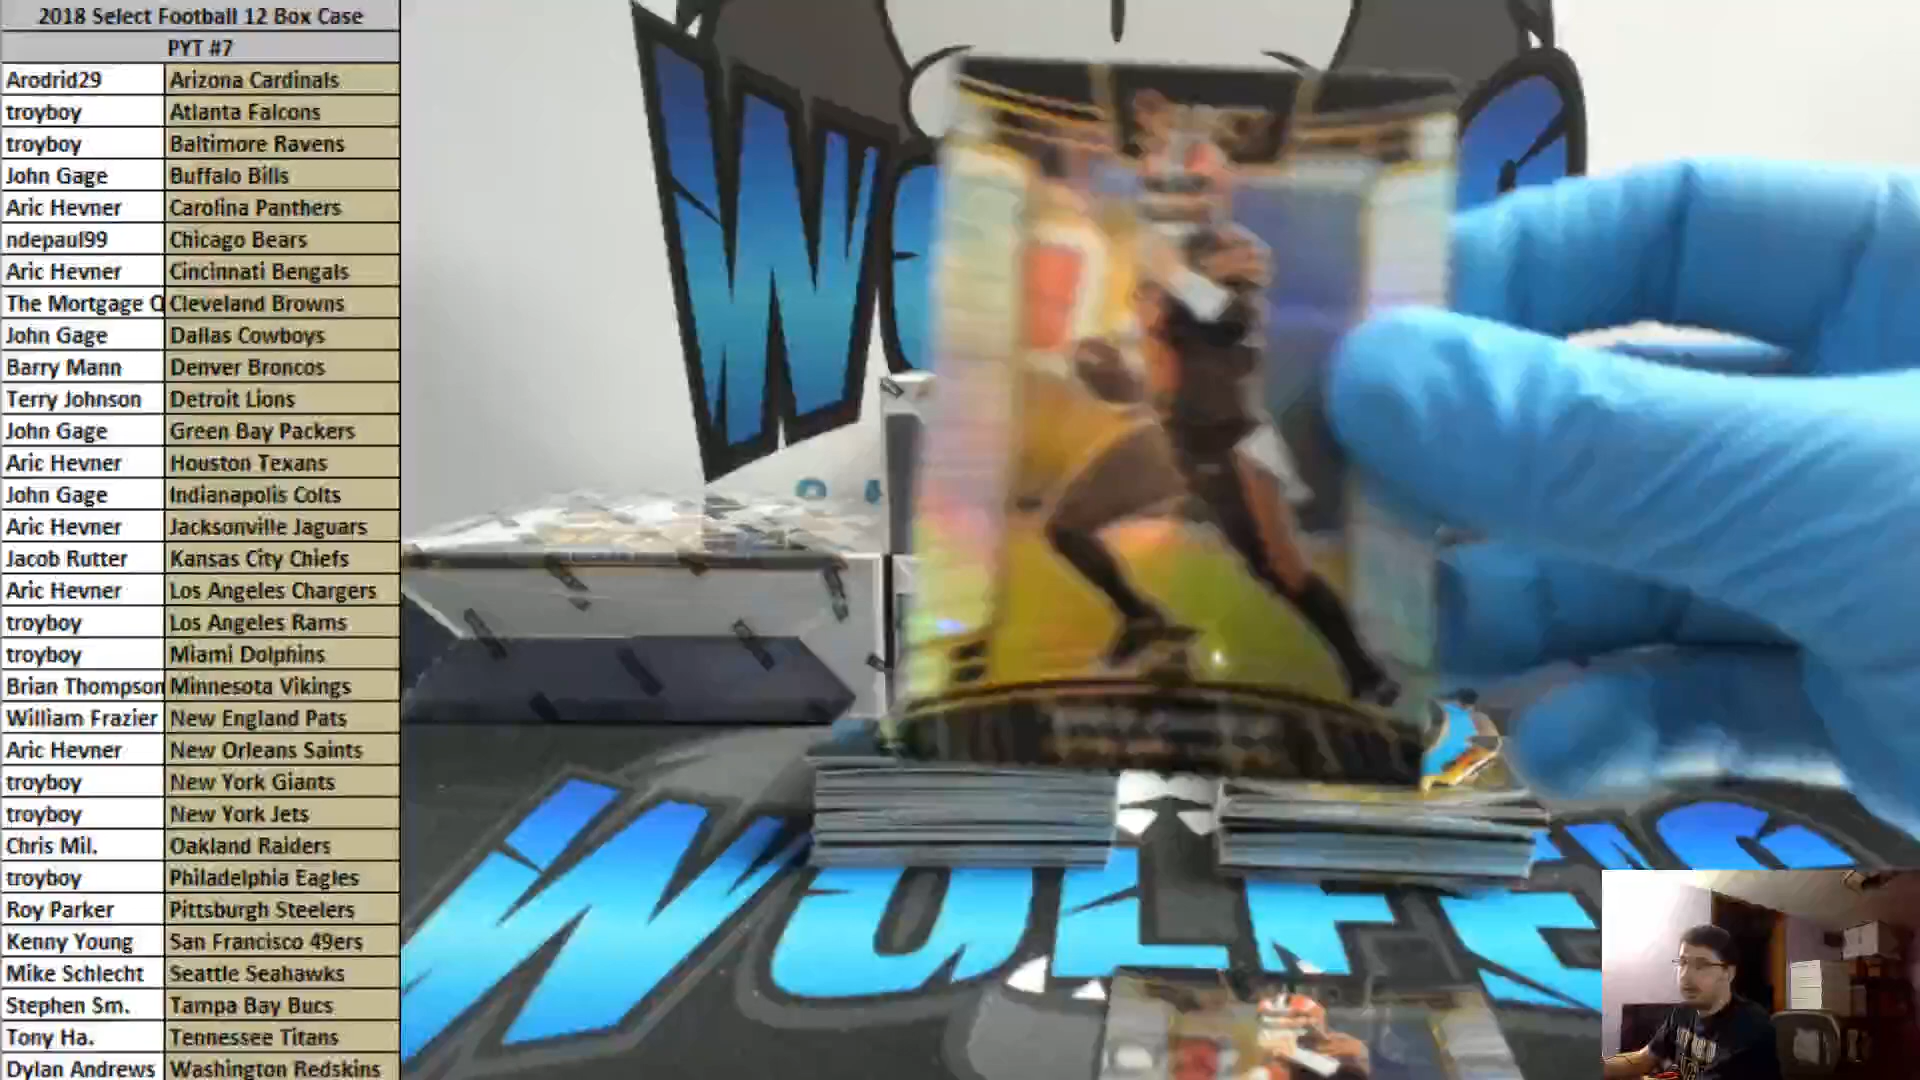 2018 Select Football 12 Box Case
PYT #7
Arodrid29 Arizona Cardinals
troyboy Atlanta Falcons
troyboy Baltimore Ravens
John Gage Buffalo Bills
Aric Hevner Carolina Panthers
ndepaul99 Chicago Bears
Aric Hevner Cincinnati Bengals
The Mortgage Cleveland Browns
John Gage Dallas Cowboys
Barry Mann Denver Broncos
Terry Johnson Detroit Lions
John Gage Green Bay Packers
Aric Hevner Houston Texans
John Gage Indianapolis Colts
Aric Hevner Jacksonville Jaguars
Jacob Rutter Kansas City Chiefs
Aric Hevner Los Angeles Chargers
troyboy Los Angeles Rams
troyboy Miami Dolphins
Brian Thompson Minnesota Vikings
William Frazier New England Pats
Aric Hevner New Orleans Saints
troyboy New York Giants
troyboy New York Jets
Chris Mil. Oakland Raiders
troyboy Philadelphia Eagles
Roy Parker Pittsburgh Steelers
Kenny Young San Francisco 49ers
Mike Schlecht Seattle Seahawks
Stephen Sm. Tampa Bay Bucs
Tony Ha. Tennessee Titans
Dylan Andrews Washington Redskins